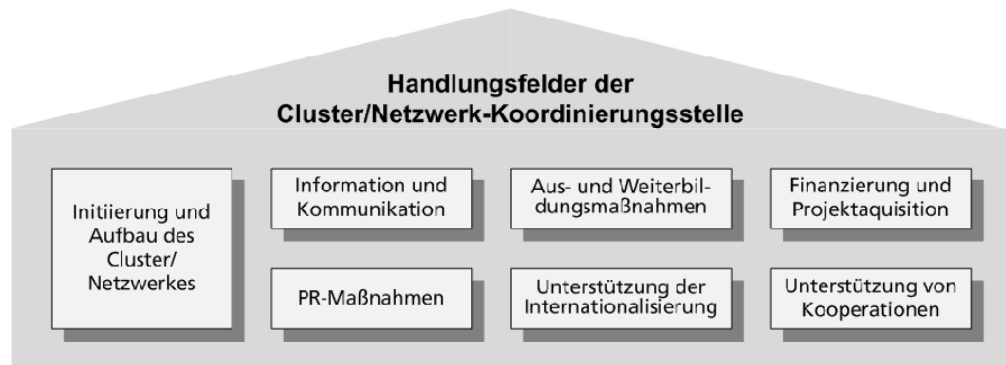 Handlungsfelder der
Cluster/Netzwerk-Koordinierungsstelle
Initiierung und
Aufbau des
Cluster/
Netzwerkes
Information und
Kommunikation
Aus- und Weiterbil-
dungsmaßnahmen
Finanzierung und
Projektaquisition
PR-Maßnahmen
Unterstützung der
Internationalisierung
Unterstützung von
Kooperationen